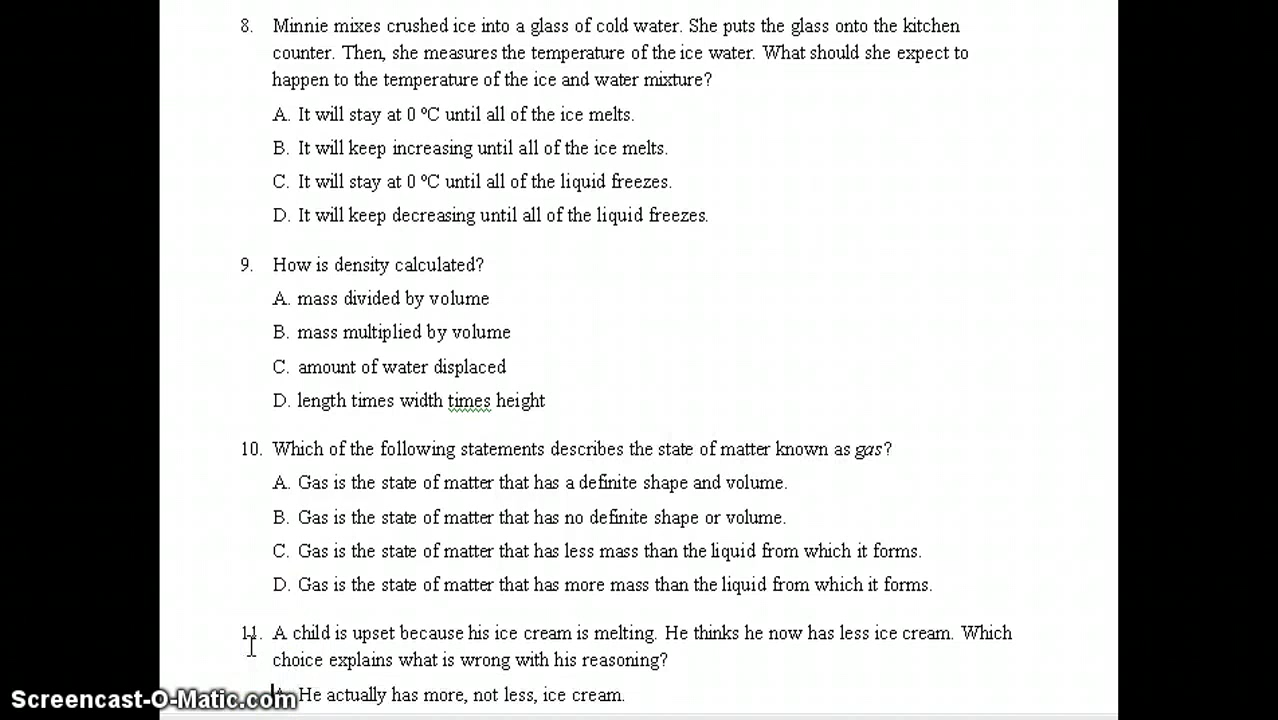 8. Minnie mixes crushed ice into a glass of cold water. She puts the glass onto the kitchen
counter. Then, she measures the temperature of the ice water. What should she expect to
happen to the temperature of the ice and water mixture?
A. It will stay at 0 ºC until all of the ice melts.
B. It will keep increasing until all of the ice melts.
C. It will stay at 0 ºC until all of the liquid freezes.
D. It will keep decreasing until all of the liquid freezes.
9. How is density calculated?
A. mass divided by volume
B. mass multiplied by volume
C. amount of water displaced
D. length times width times height
10. Which of the following statements describes the state of matter known as gas?
A. Gas is the state of matter that has a definite shape and volume.
B. Gas is the state of matter that has no definite shape or volume.
C. Gas is the state of matter that has less mass than the liquid from which it forms.
D. Gas is the state of matter that has more mass than the liquid from which it forms.
11. A child is upset because his ice cream is melting. He thinks he now has less ice cream. Which
choice explains what is wrong with his reasoning?
He actually has more, not less, ice cream.
Screencast-O-Matic.com